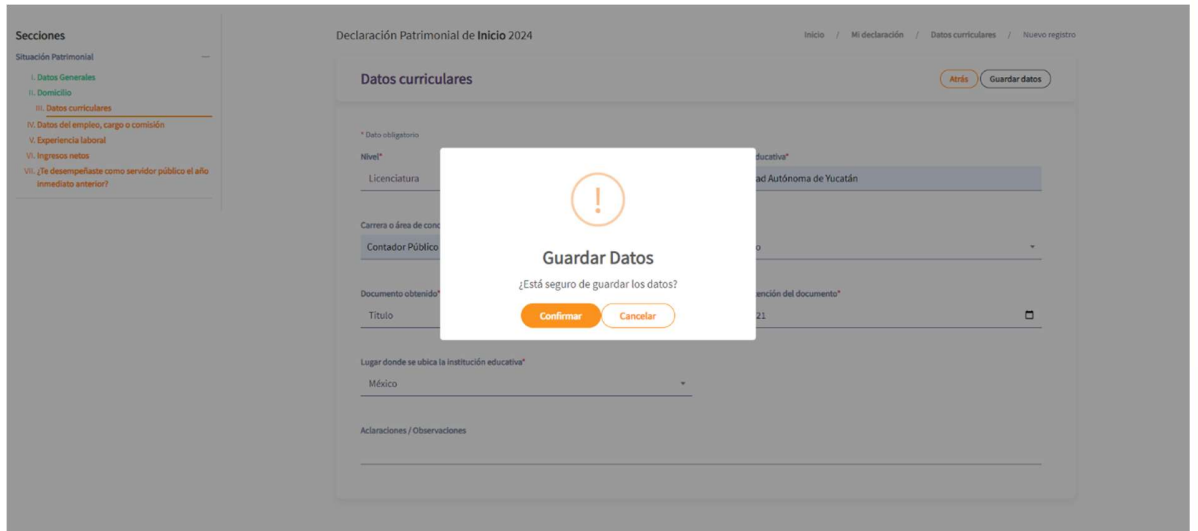 Secciones
Situación Patrimonial
I. Datos Generales
II. Domicilio
III. Datos curriculares
IV. Datos del empleo, cargo o comisión
V. Experiencia laboral
VI. Ingresos netos
VII. ¿Te desempeñaste como servidor público el año
inmediato anterior?
Declaración Patrimonial de Inicio 2024
Inicio / Mi declaración / Datos curriculares / Nuevo registro
Datos curriculares
Atrás
Guardar datos
* Dato obligatorio
Nivel*
Licenciatura
ducativa*
ad Autónoma de Yucatán
Carrera o área de cono
Contador Público
o
Documento obtenido*
Título
ención del documento*
21
Lugar donde se ubica la institución educativa*
México
Aclaraciones / Observaciones
!
Guardar Datos
¿Está seguro de guardar los datos?
Confirmar
Cancelar